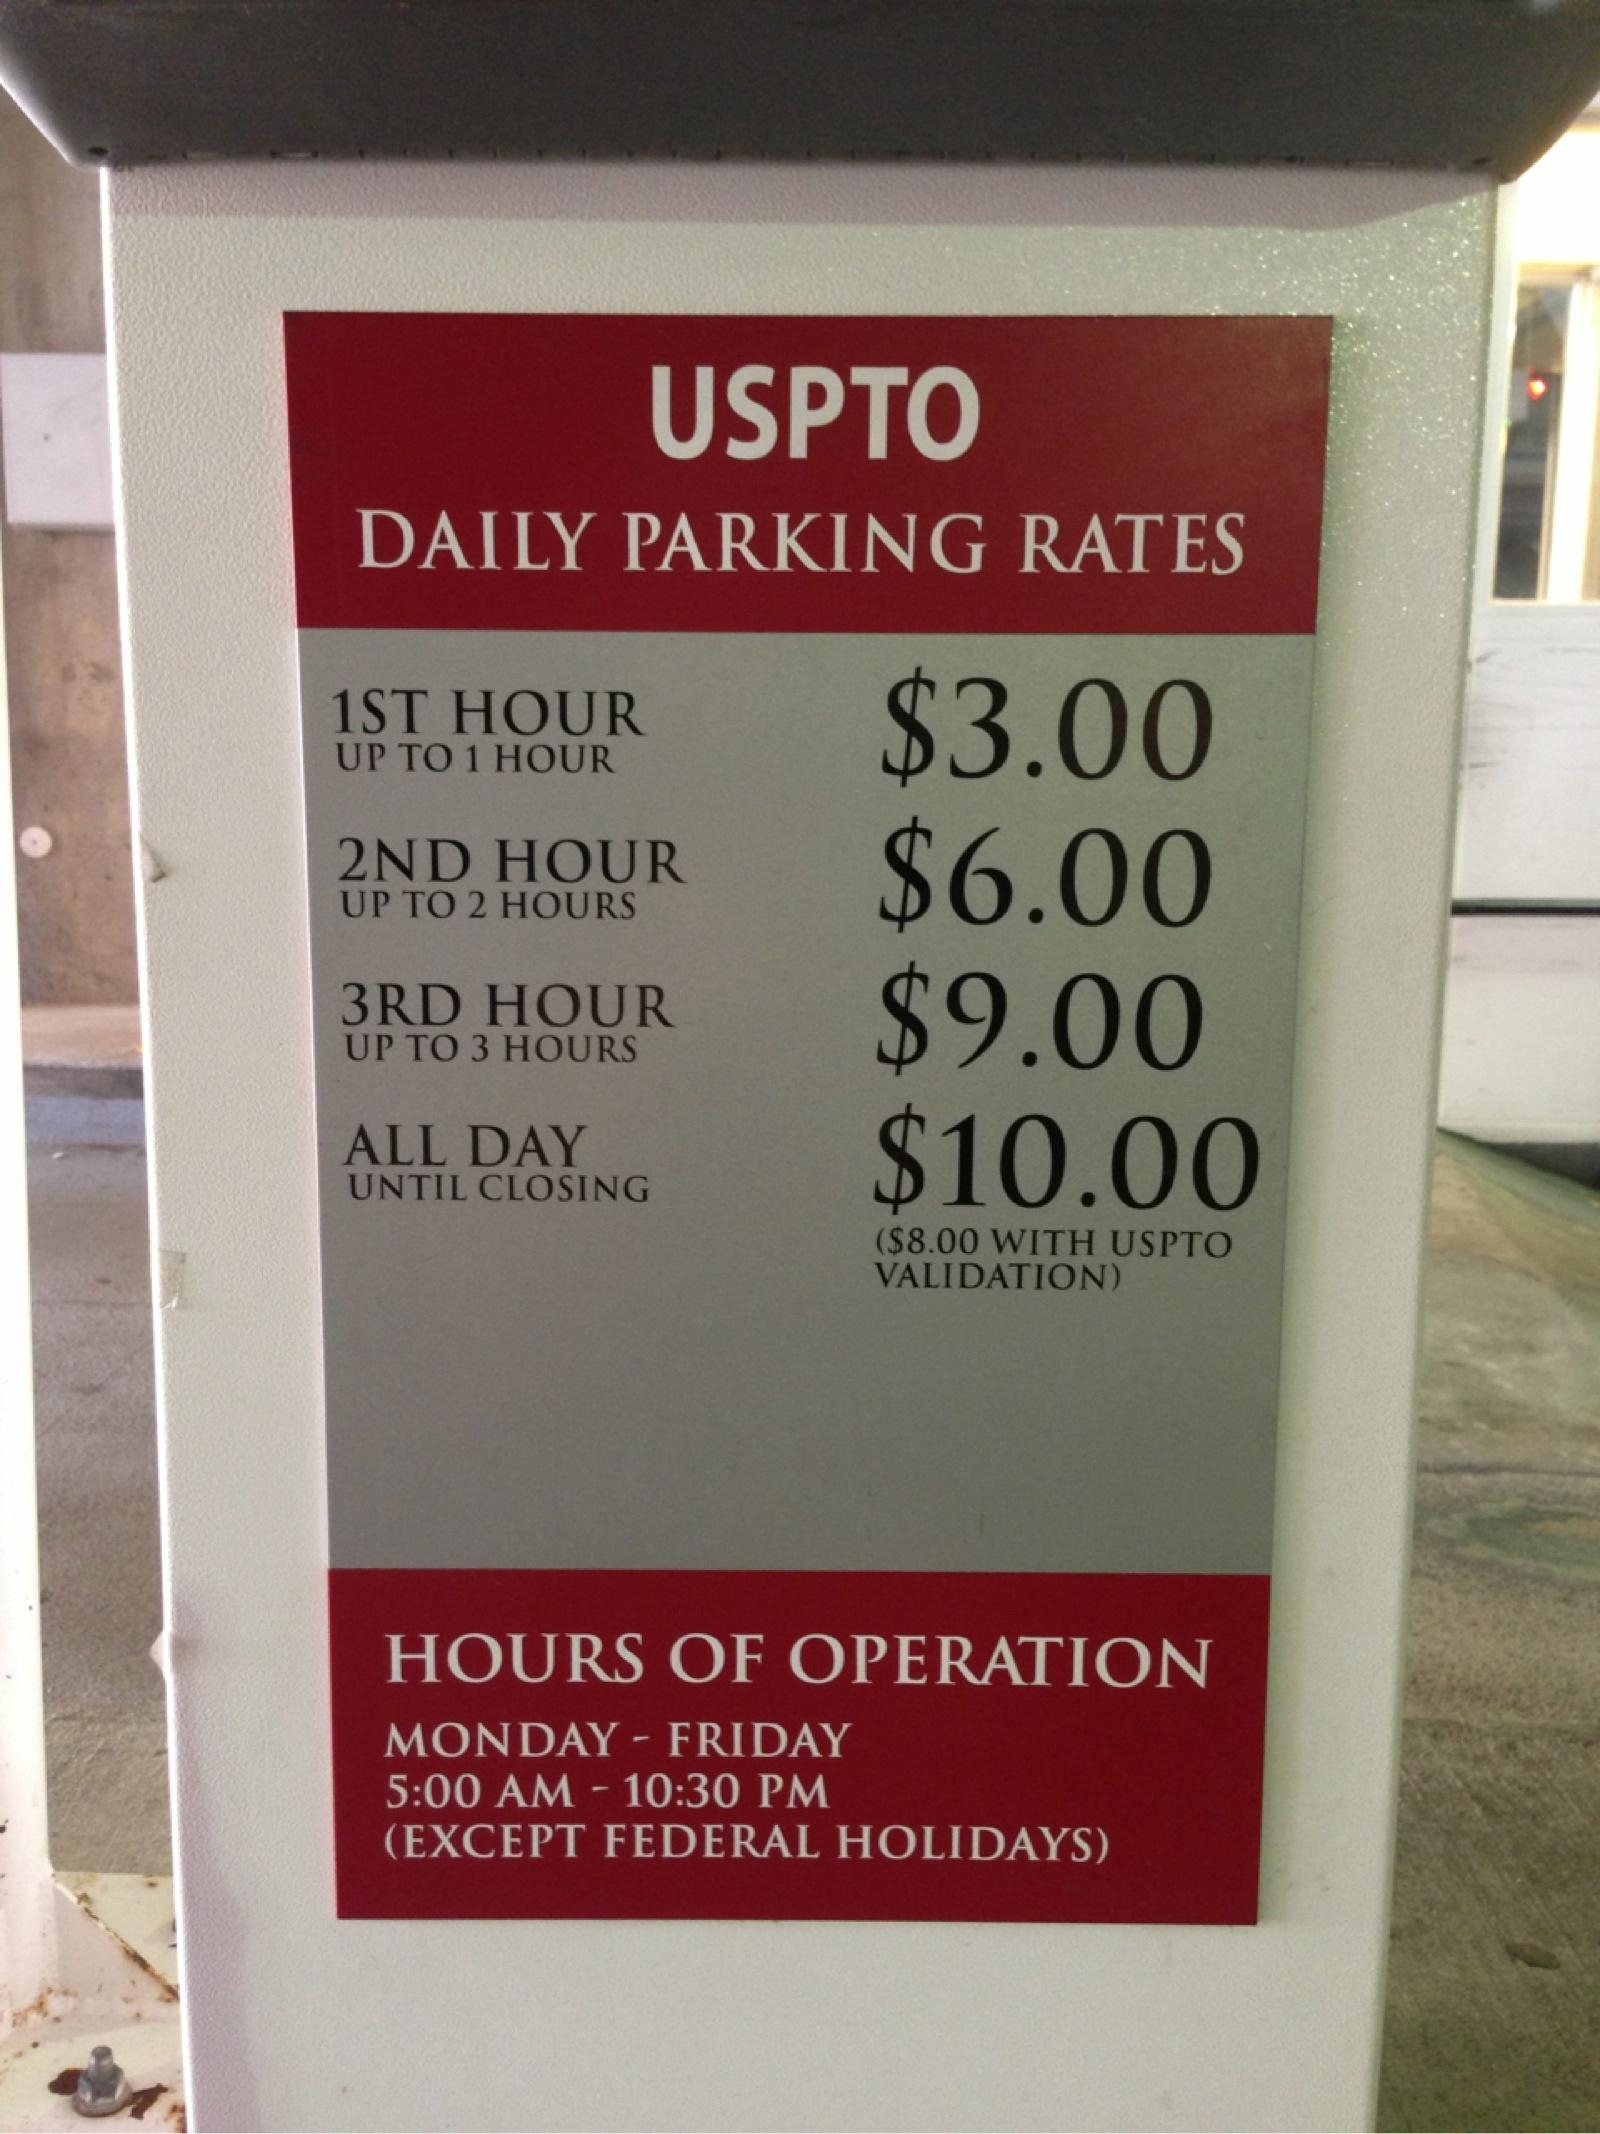 USPTO
DAILY PARKING RATES
1ST HOUR $3.00
UP TO 1 HOUR
2ND HOUR $6.00
UP TO 2 HOURS
3RD HOUR $9.00
UP TO 3 HOURS
ALL DAY $10.00
UNTIL CLOSING
($8.00 WITH USPTO
VALIDATION)
HOURS OF OPERATION
MONDAY - FRIDAY
5:00 AM - 10:30 PM
(EXCEPT FEDERAL HOLIDAYS)